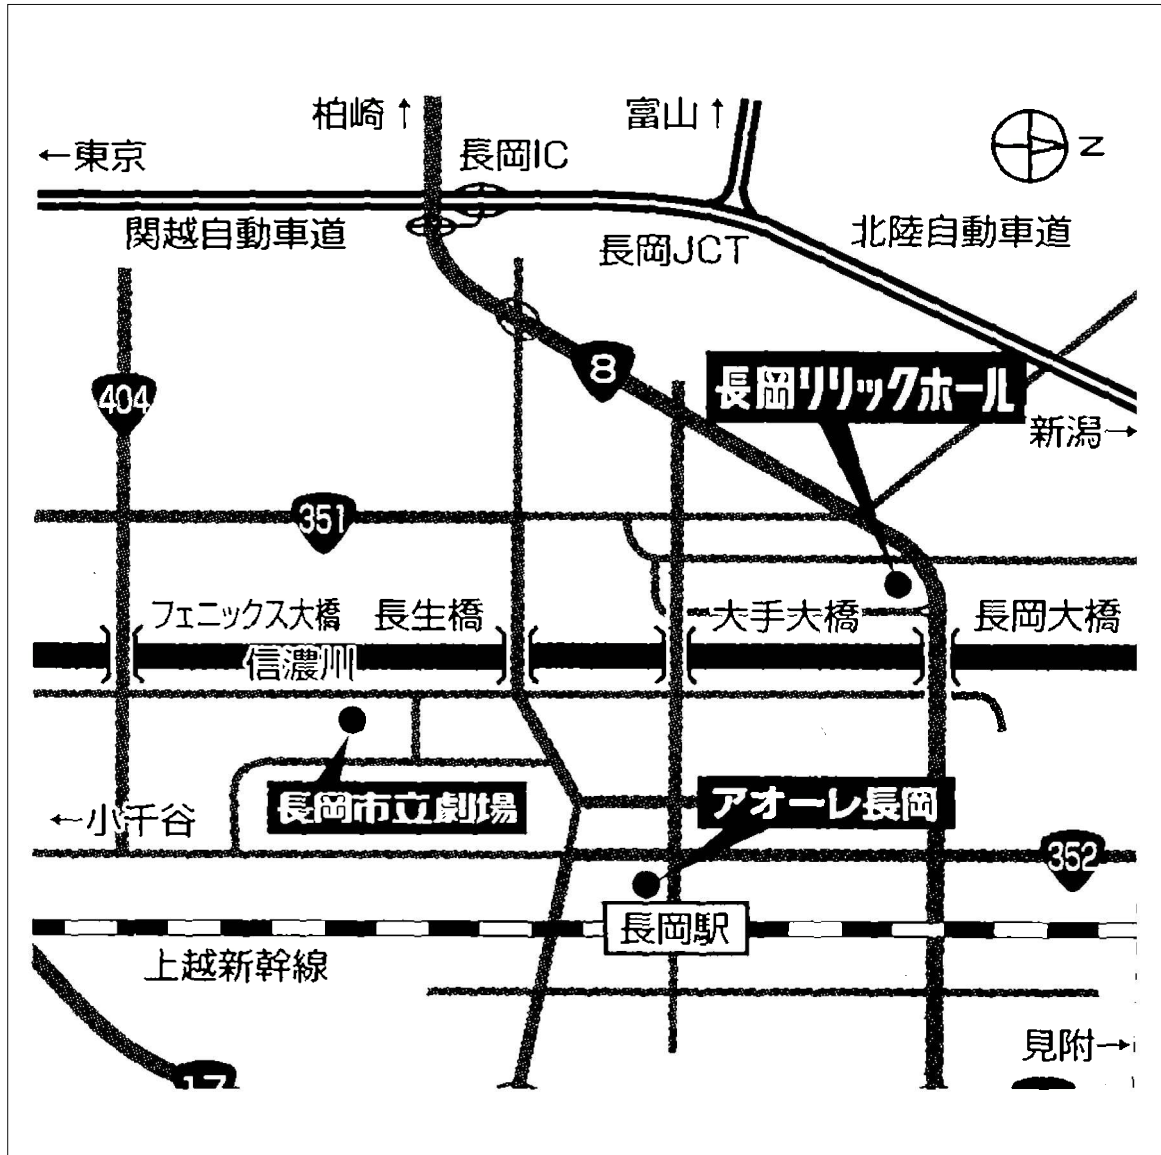 柏崎↑
富山↑
←東京
長岡IC
N
関越自動車道
長岡JCT
北陸自動車道
8
404
長岡リリックホール
新潟→
351
フェニックス大橋
長生橋
大手大橋
長岡大橋
信濃川
長岡市立劇場
アオーレ長岡
←小千谷
352
長岡駅
上越新幹線
見附→
17